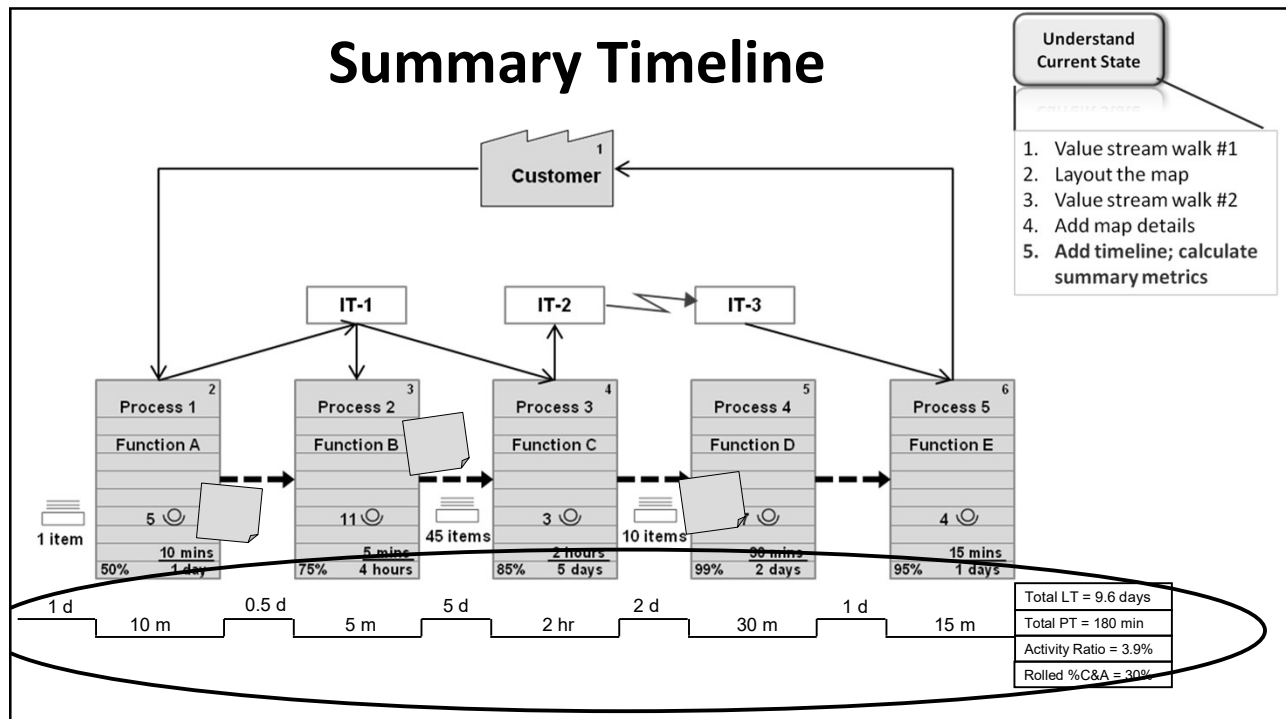 Summary Timeline
Understand
Current State
1. Value stream walk #1
2. Layout the map
3. Value stream walk #2
4. Add map details
5. Add timeline; calculate
summary metrics
1
Customer
IT-1
IT-2
IT-3
2
Process 1
Function A
5
10 mins
50% 1 day
3
Process 2
Function B
11
5 mins
75% 4 hours
4
Process 3
Function C
3
2 hours
85% 5 days
5
Process 4
Function D
30 mins
99% 2 days
6
Process 5
Function E
4
15 mins
95% 1 days
1 item
45 items
10 items
1 d
10 m
0.5 d
5 m
5 d
2 hr
2 d
30 m
1 d
15 m
Total LT = 9.6 days
Total PT = 180 min
Activity Ratio = 3.9%
Rolled %C&A = 30%